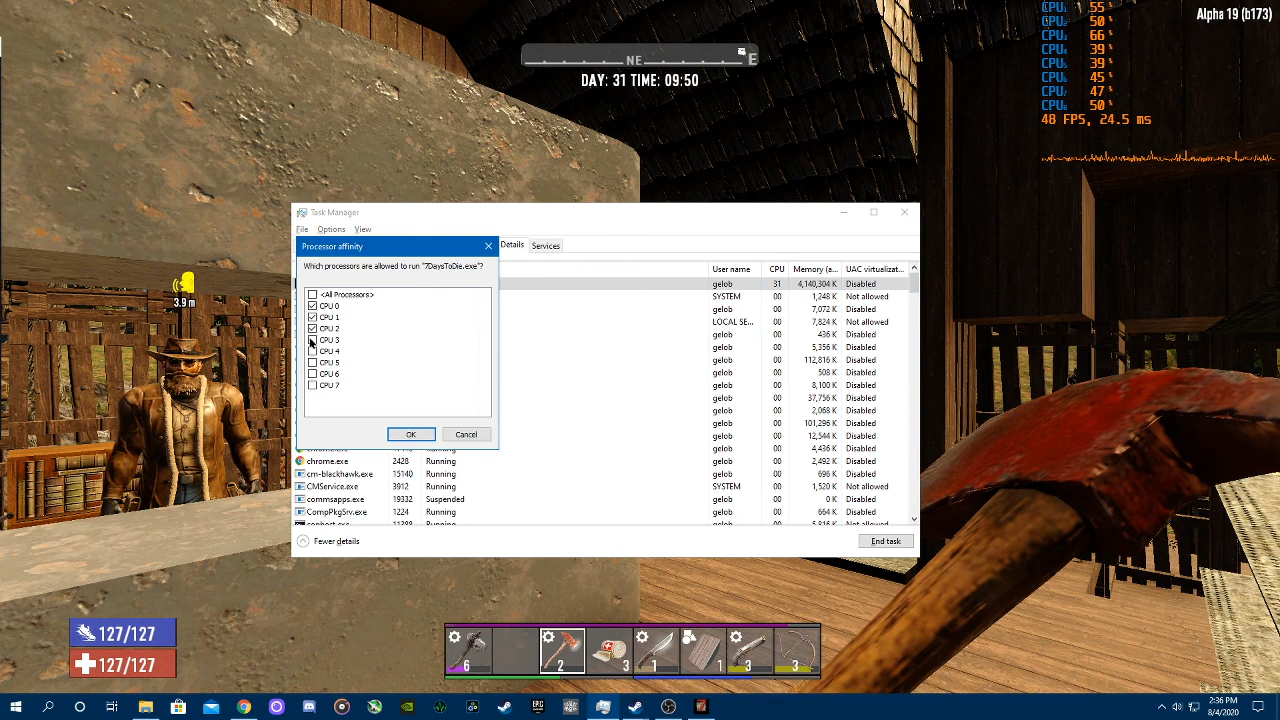 Alpha 19 (b173)
CPU1 55 %
CPU2 50 %
CPU3 66 %
CPU4 39 %
CPU5 39 %
CPU6 45 %
CPU7 47 %
CPU8 50 %
48 FPS, 24.5 ms
NE E
DAY: 31 TIME: 09:50
3.9 m
Task Manager
File Options View
Details Services
Processor affinity
Which processors are allowed to run "7DaysToDie.exe"?
<All Processors>
CPU 0
CPU 1
CPU 2
CPU 3
CPU 4
CPU 5
CPU 6
CPU 7
OK Cancel
User name CPU Memory (a... UAC virtualizat...
gelob 31 4,140,304 K Disabled
SYSTEM 00 1,248 K Not allowed
gelob 00 7,072 K Disabled
LOCAL SE... 00 7,824 K Not allowed
gelob 00 436 K Disabled
gelob 00 5,356 K Disabled
gelob 00 112,816 K Disabled
gelob 00 508 K Disabled
gelob 00 8,100 K Disabled
gelob 00 37,756 K Disabled
gelob 00 2,068 K Disabled
gelob 00 101,296 K Disabled
gelob 00 12,544 K Disabled
gelob 00 4,436 K Disabled
chrome.exe 2428 Running gelob 00 2,492 K Disabled
cm-blackhawk.exe 15140 Running gelob 00 696 K Disabled
CMService.exe 3912 Running SYSTEM 00 1,520 K Not allowed
commsapps.exe 19332 Suspended gelob 00 0 K Disabled
CompPkgSrv.exe 1224 Running gelob 00 664 K Disabled
Fewer details
End task
127/127
127/127
6 2 3 1 1 3 3
2:36 PM
8/4/2020